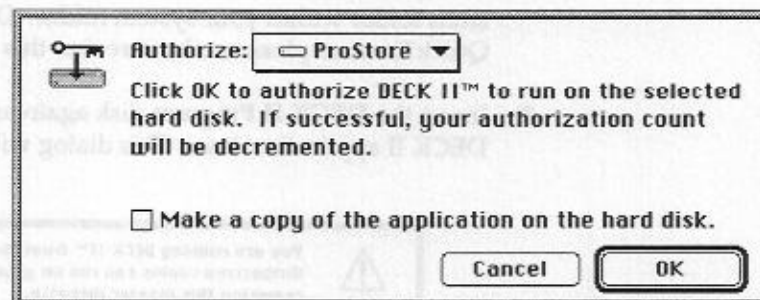 Authorize: ProStore
Click OK to authorize DECK II™ to run on the selected
hard disk. If successful, your authorization count
will be decremented.
Make a copy of the application on the hard disk.
Cancel OK